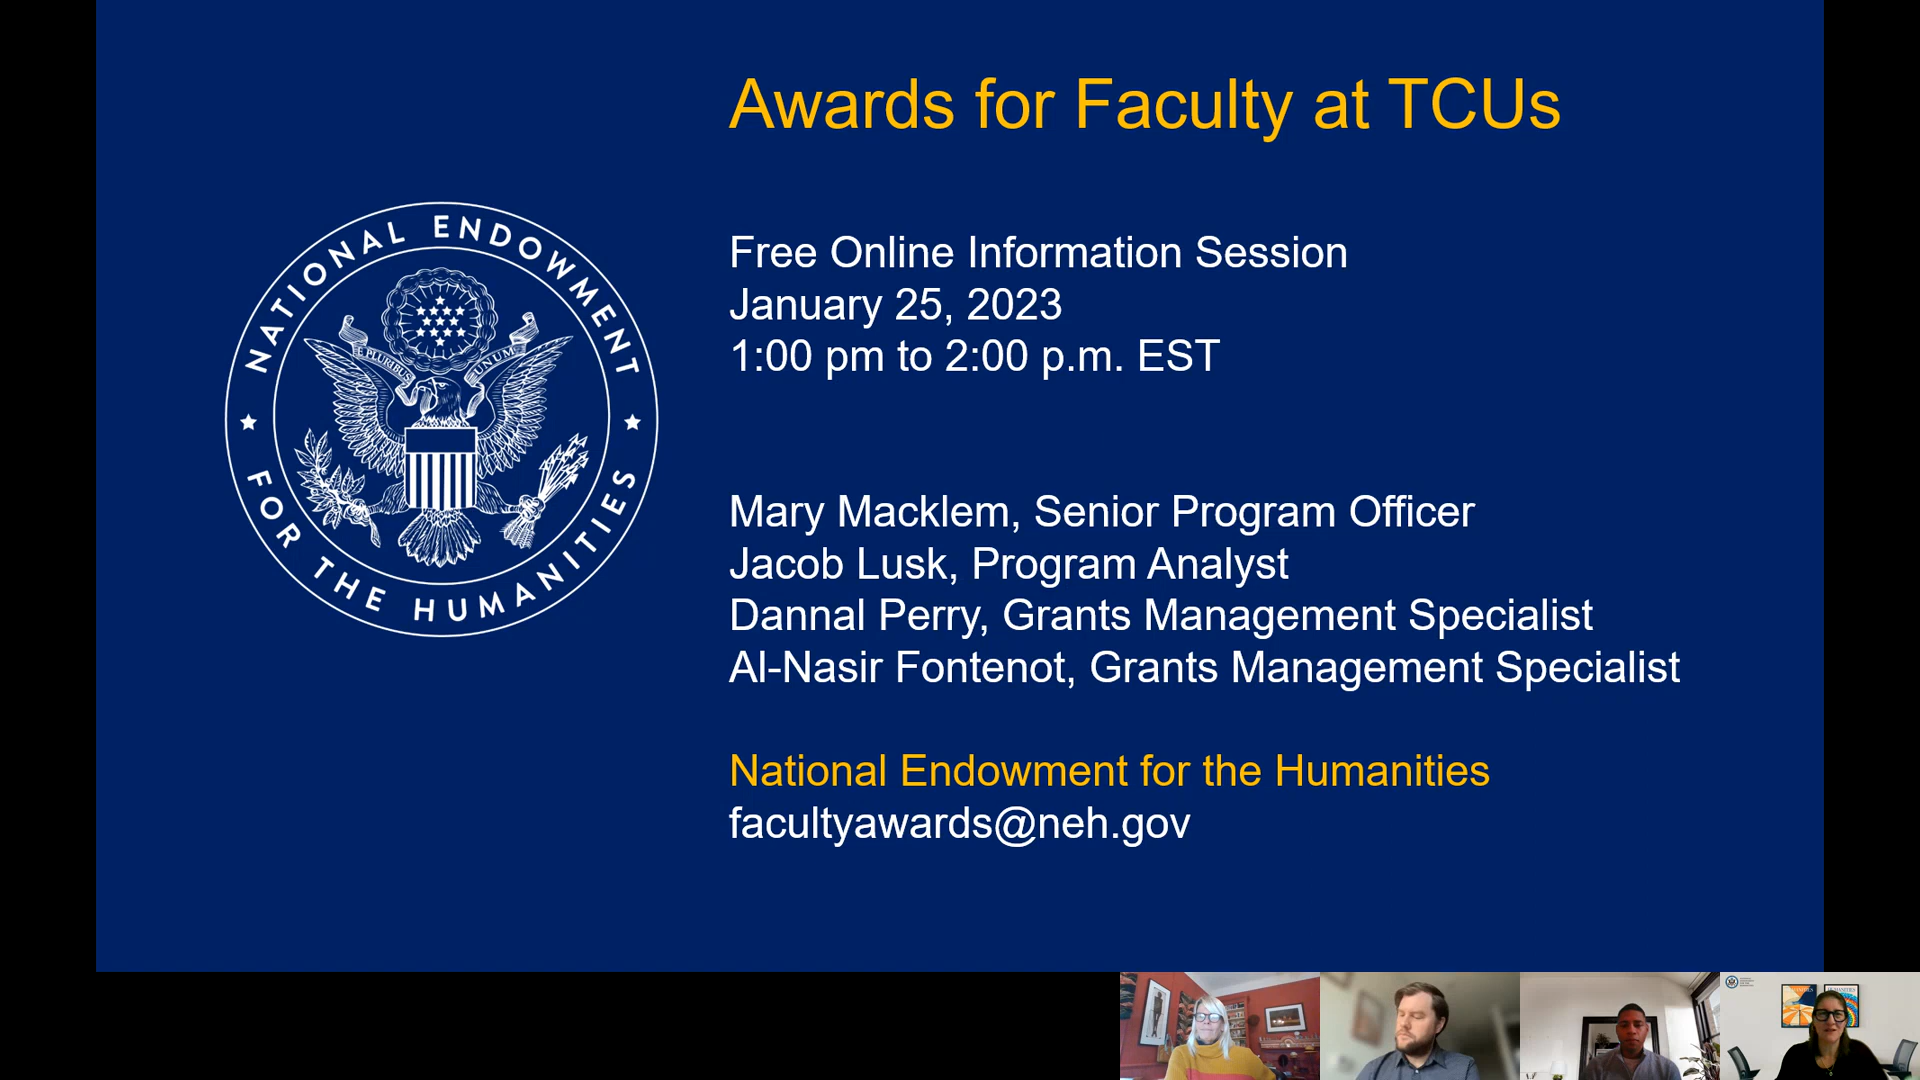 Awards for Faculty at TCUs
Free Online Information Session
January 25, 2023
1:00 pm to 2:00 p.m. EST
NATIONAL ENDOWMENT
FOR THE HUMANITIES
E PLURIBUS UNUM
Mary Macklem, Senior Program Officer
Jacob Lusk, Program Analyst
Dannal Perry, Grants Management Specialist
Al-Nasir Fontenot, Grants Management Specialist
National Endowment for the Humanities
facultyawards@neh.gov